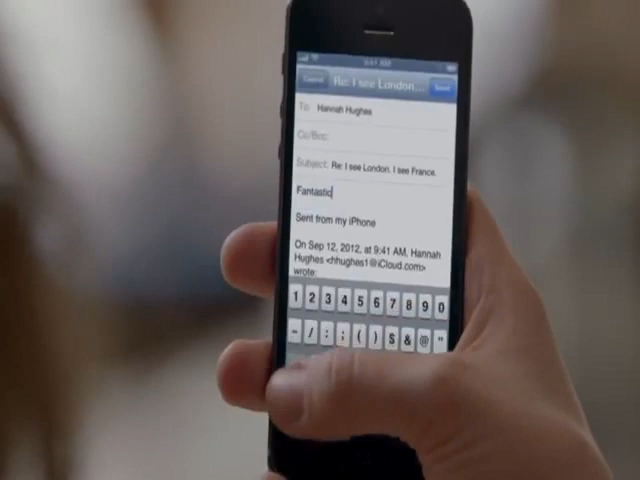 9:41 AM
Cancel Re: I see London... Send
To: Hannah Hughes
Cc/Bcc:
Subject: Re: I see London. I see France.
Fantastic
Sent from my iPhone
On Sep 12, 2012, at 9:41 AM, Hannah
Hughes <hhughes1@iCloud.com>
wrote:
1 2 3 4 5 6 7 8 9 0
- / : ; ( ) $ & @ "